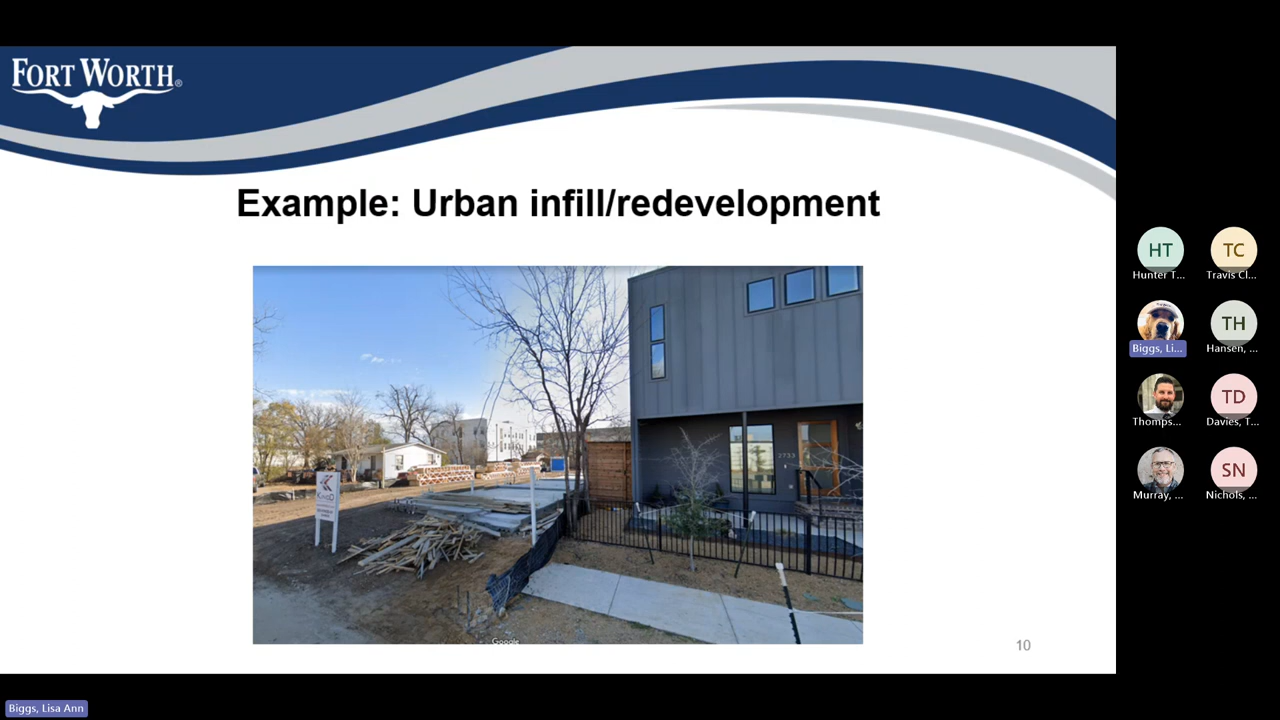 FORT WORTH®
Example: Urban infill/redevelopment
2733
Google
10
HT
Hunter T...
TC
Travis Cl...
Biggs, Li...
TH
Hansen, ...
Thomps...
TD
Davies, T...
Murray, ...
SN
Nichols, ...
Biggs, Lisa Ann